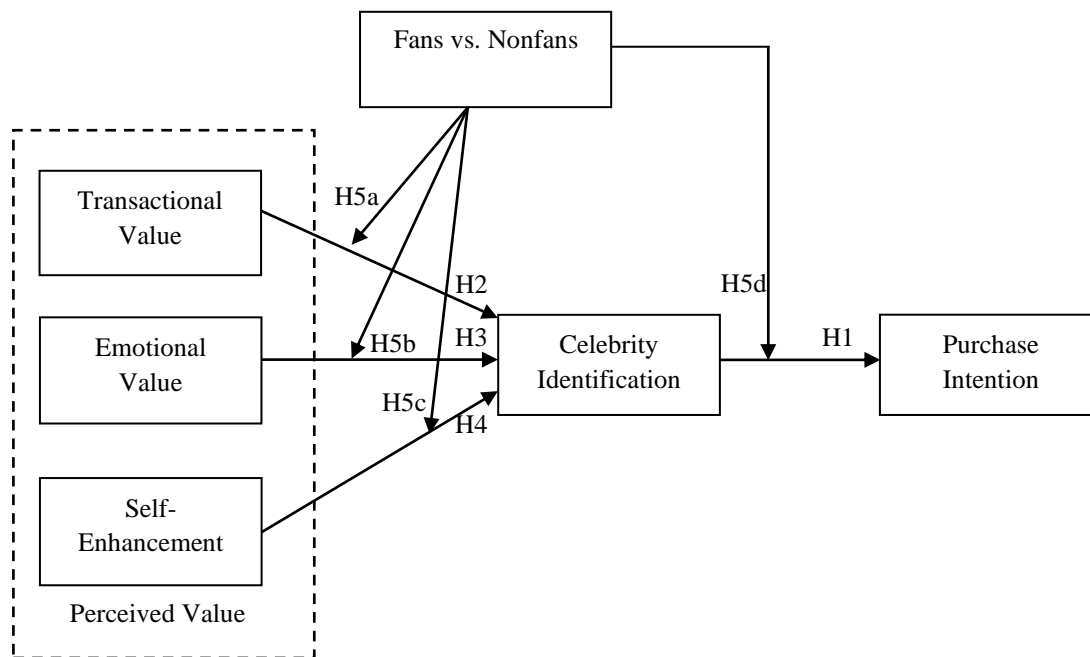 Fans vs. Nonfans
Transactional
Value
H5a
H2
H5d
Emotional
Value
H5b
H3
Celebrity
Identification
H1
Purchase
Intention
H5c
H4
Self-
Enhancement
Perceived Value